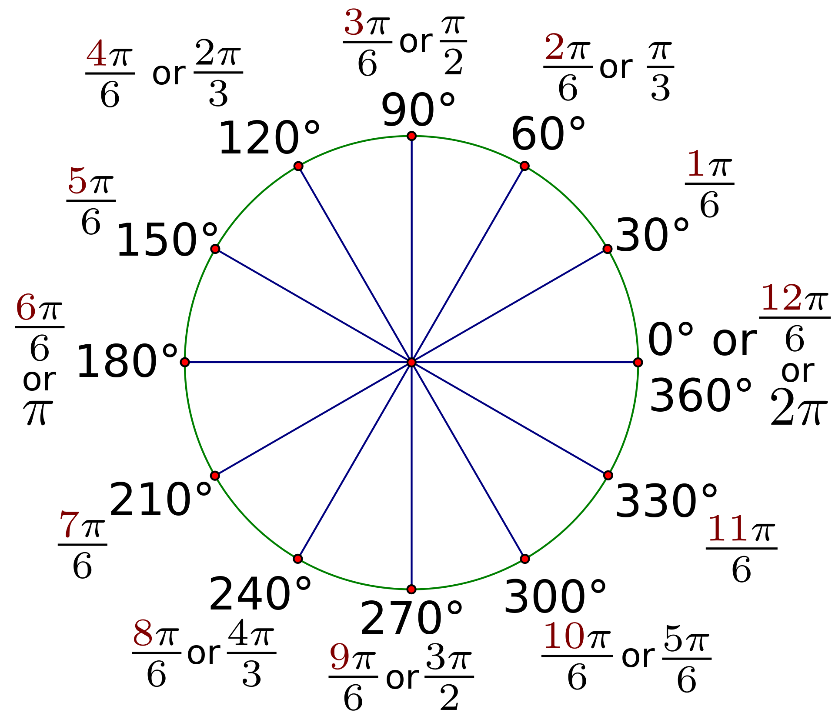 3π/6 or π/2
90°
2π/6 or π/3
60°
1π/6
30°
0° or 360°
12π/6 or 2π
330°
11π/6
300°
10π/6 or 5π/6
270°
9π/6 or 3π/2
240°
8π/6 or 4π/3
210°
7π/6
180°
6π/6 or π
150°
5π/6
120°
4π/6 or 2π/3